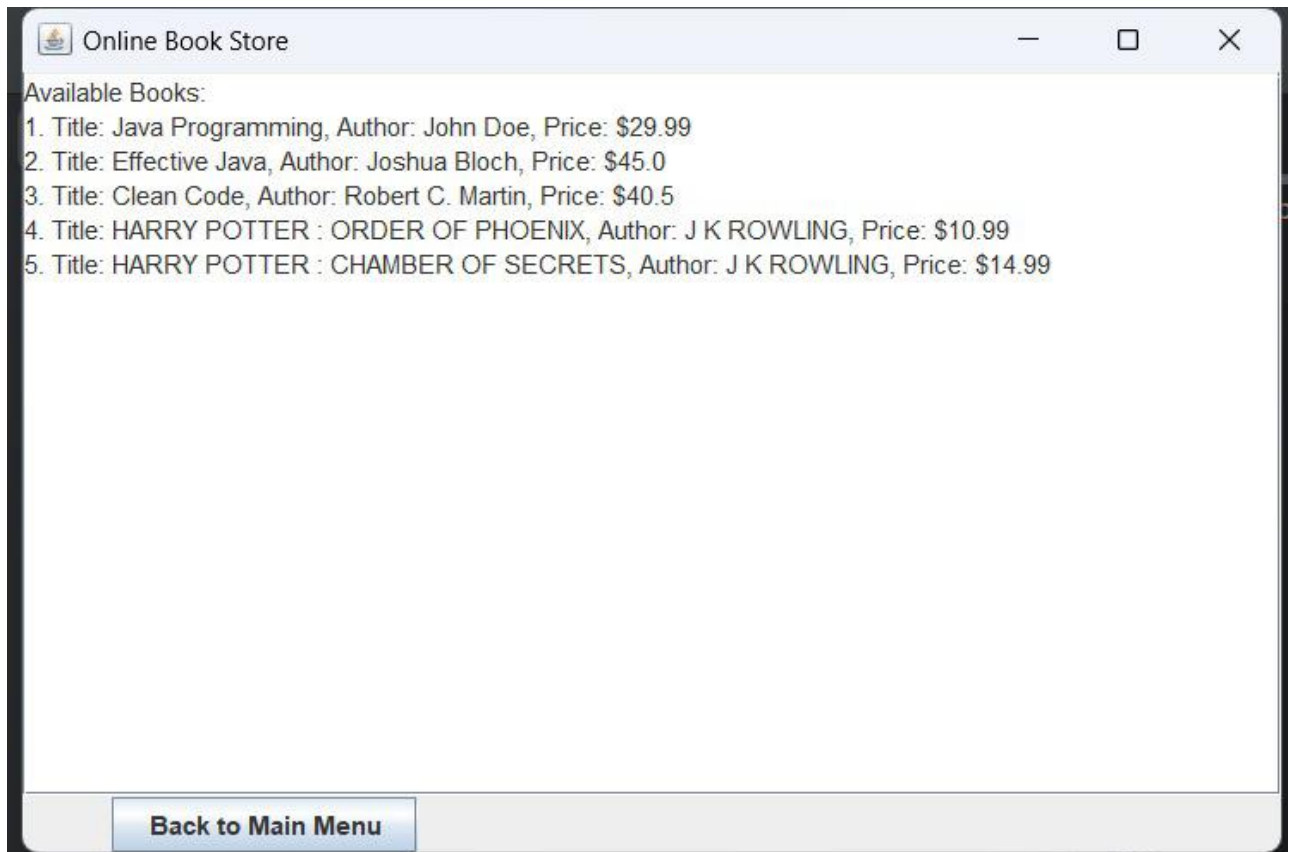 Online Book Store
Available Books:
1. Title: Java Programming, Author: John Doe, Price: $29.99
2. Title: Effective Java, Author: Joshua Bloch, Price: $45.0
3. Title: Clean Code, Author: Robert C. Martin, Price: $40.5
4. Title: HARRY POTTER : ORDER OF PHOENIX, Author: J K ROWLING, Price: $10.99
5. Title: HARRY POTTER : CHAMBER OF SECRETS, Author: J K ROWLING, Price: $14.99
Back to Main Menu